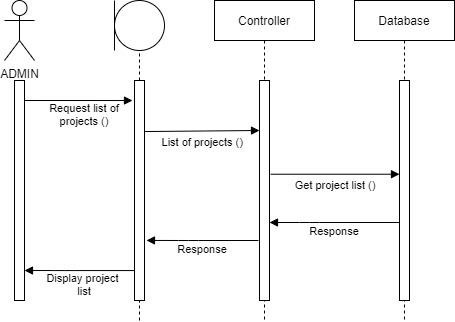 Controller
Database
ADMIN
Request list of
projects ()
List of projects ()
Get project list ()
Response
Response
Display project
list